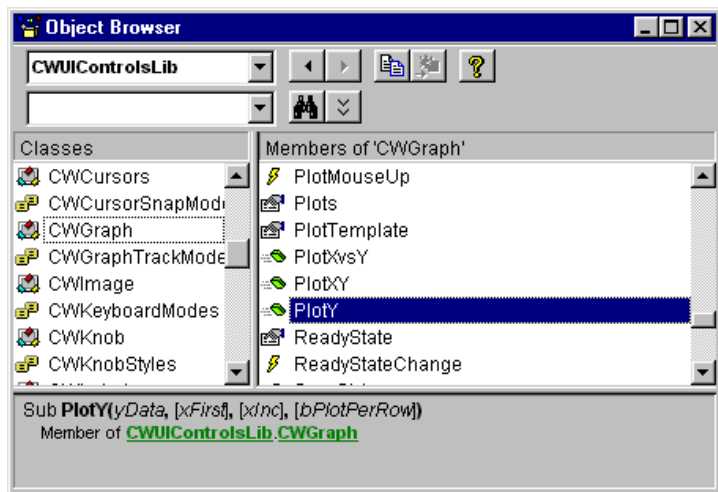 Object Browser
CWUIControlsLib
Classes
Members of 'CWGraph'
CWCursors
CWCursorSnapMod
CWGraph
CWGraphTrackMode
CWImage
CWKeyboardModes
CWKnob
CWKnobStyles
PlotMouseUp
Plots
PlotTemplate
PlotXvsY
PlotXY
PlotY
ReadyState
ReadyStateChange
Sub PlotY(yData, [xFirst], [xInc], [bPlotPerRow])
Member of CWUIControlsLib.CWGraph